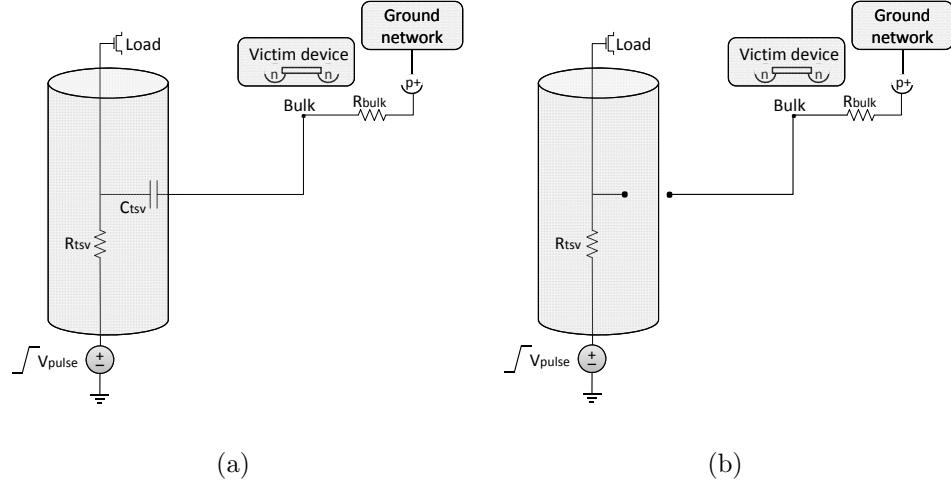 Load
Victim device
n n
Ground
network
p+
Bulk
Rbulk
Ctsv
Rtsv
Vpulse
+
−
(a)
Load
Victim device
n n
Ground
network
p+
Bulk
Rbulk
Rtsv
Vpulse
+
−
(b)